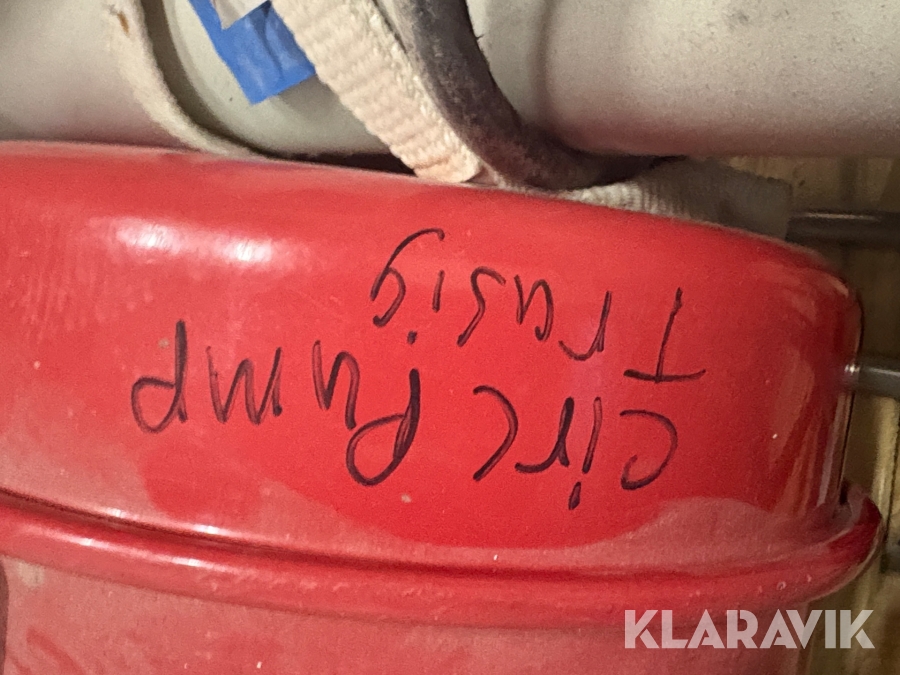 Circ Pump
Trasig
KLARAVIK